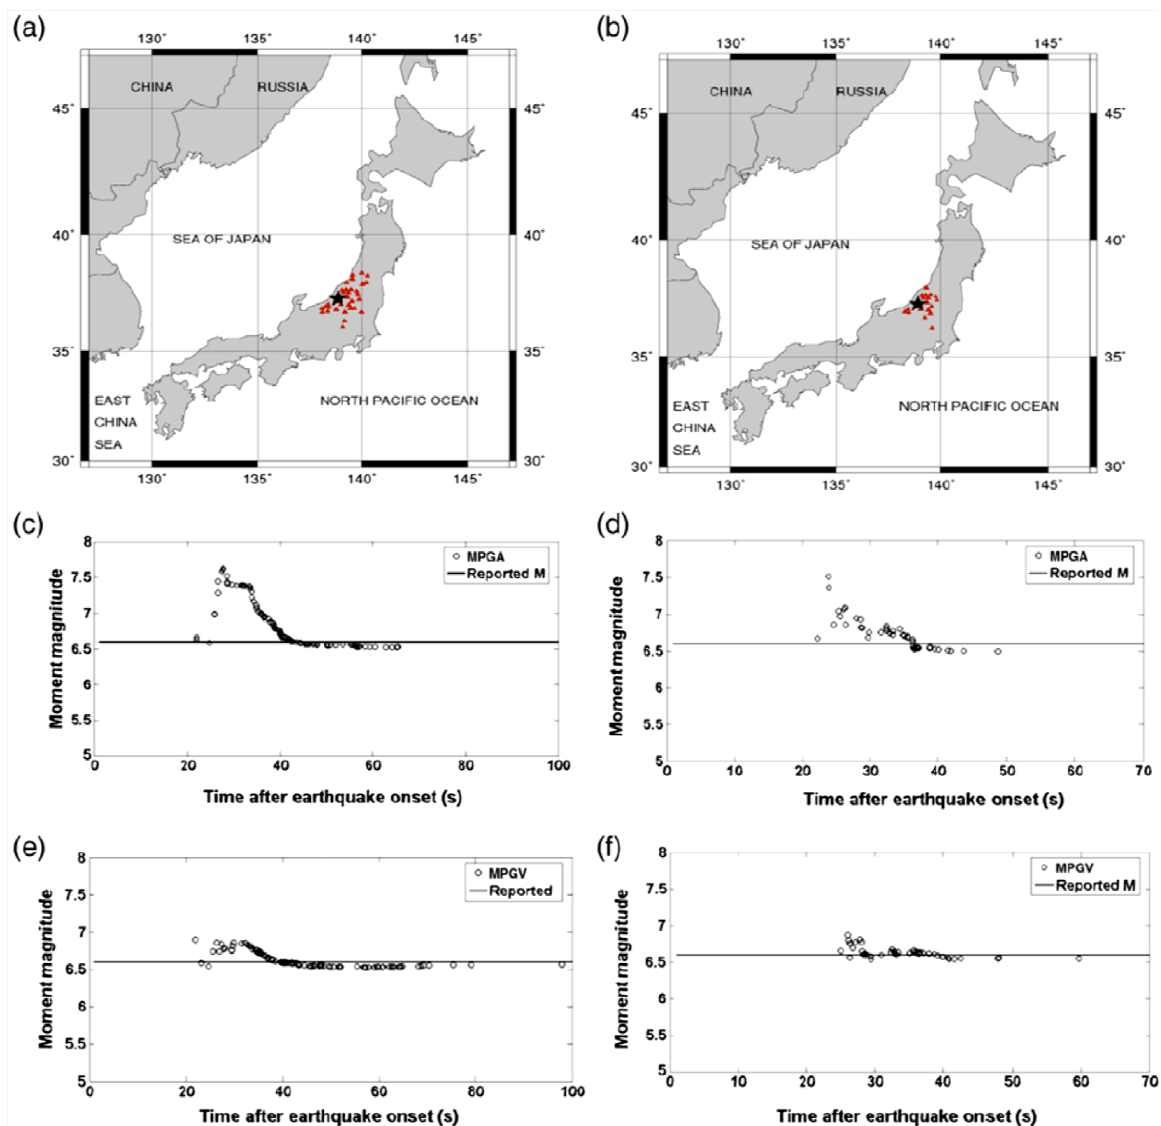 (a)
(b)
130° 135° 140° 145°
130° 135° 140° 145°
CHINA RUSSIA
CHINA RUSSIA
45° 45°
45° 45°
40° 40°
40° 40°
SEA OF JAPAN
SEA OF JAPAN
35° 35°
35° 35°
EAST
CHINA
SEA
NORTH PACIFIC OCEAN
EAST
CHINA
SEA
NORTH PACIFIC OCEAN
30° 30°
30° 30°
130° 135° 140° 145°
130° 135° 140° 145°
(c)
8
7.5
7
6.5
6
5.5
5
Moment magnitude
MPGA
Reported M
0 20 40 60 80 100
Time after earthquake onset (s)
(d)
8
7.5
7
6.5
6
5.5
5
Moment magnitude
MPGA
Reported M
0 10 20 30 40 50 60 70
Time after earthquake onset (s)
(e)
8
7.5
7
6.5
6
5.5
5
Moment magnitude
MPGV
Reported
0 20 40 60 80 100
Time after earthquake onset (s)
(f)
8
7.5
7
6.5
6
5.5
5
Moment magnitude
MPGV
Reported M
0 10 20 30 40 50 60 70
Time after earthquake onset (s)